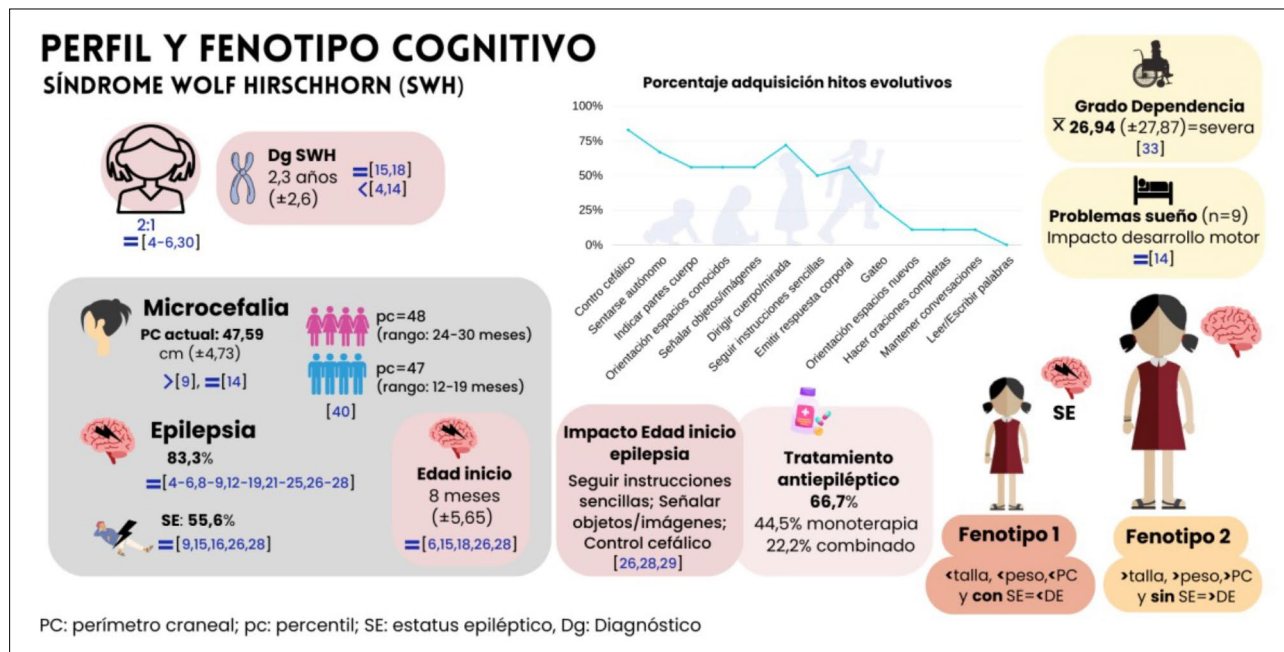 PERFIL Y FENOTIPO COGNITIVO
SÍNDROME WOLF HIRSCHHORN (SWH)
2:1
=[4-6,30]
Dg SWH
2,3 años
(±2,6)
=[15,18]
<[4,14]
Microcefalia
PC actual: 47,59
cm (±4,73)
>[9], =[14]
pc=48
(rango: 24-30 meses)
pc=47
(rango: 12-19 meses)
[40]
Epilepsia
83,3%
=[4-6,8-9,12-19,21-25,26-28]
SE: 55,6%
=[9,15,16,26,28]
Edad inicio
8 meses
(±5,65)
=[6,15,18,26,28]
Porcentaje adquisición hitos evolutivos
100%
75%
50%
25%
0%
Contro cefálico
Sentarse autónomo
Indicar partes cuerpo
Orientación espacios conocidos
Señalar objetos/imágenes
Dirigir cuerpo/mirada
Seguir instrucciones sencillas
Emitir respuesta corporal
Gateo
Orientación espacios nuevos
Hacer oraciones completas
Mantener conversaciones
Leer/Escribir palabras
Impacto Edad inicio
epilepsia
Seguir instrucciones
sencillas; Señalar
objetos/imágenes;
Control cefálico
[26,28,29]
Tratamiento
antiepiléptico
66,7%
44,5% monoterapia
22,2% combinado
Grado Dependencia
x̄ 26,94 (±27,87)=severa
[33]
Problemas sueño (n=9)
Impacto desarrollo motor
=[14]
SE
Fenotipo 1
<talla, <peso,<PC
y con SE=<DE
Fenotipo 2
>talla, >peso,>PC
y sin SE=>DE
PC: perímetro craneal; pc: percentil; SE: estatus epiléptico, Dg: Diagnóstico